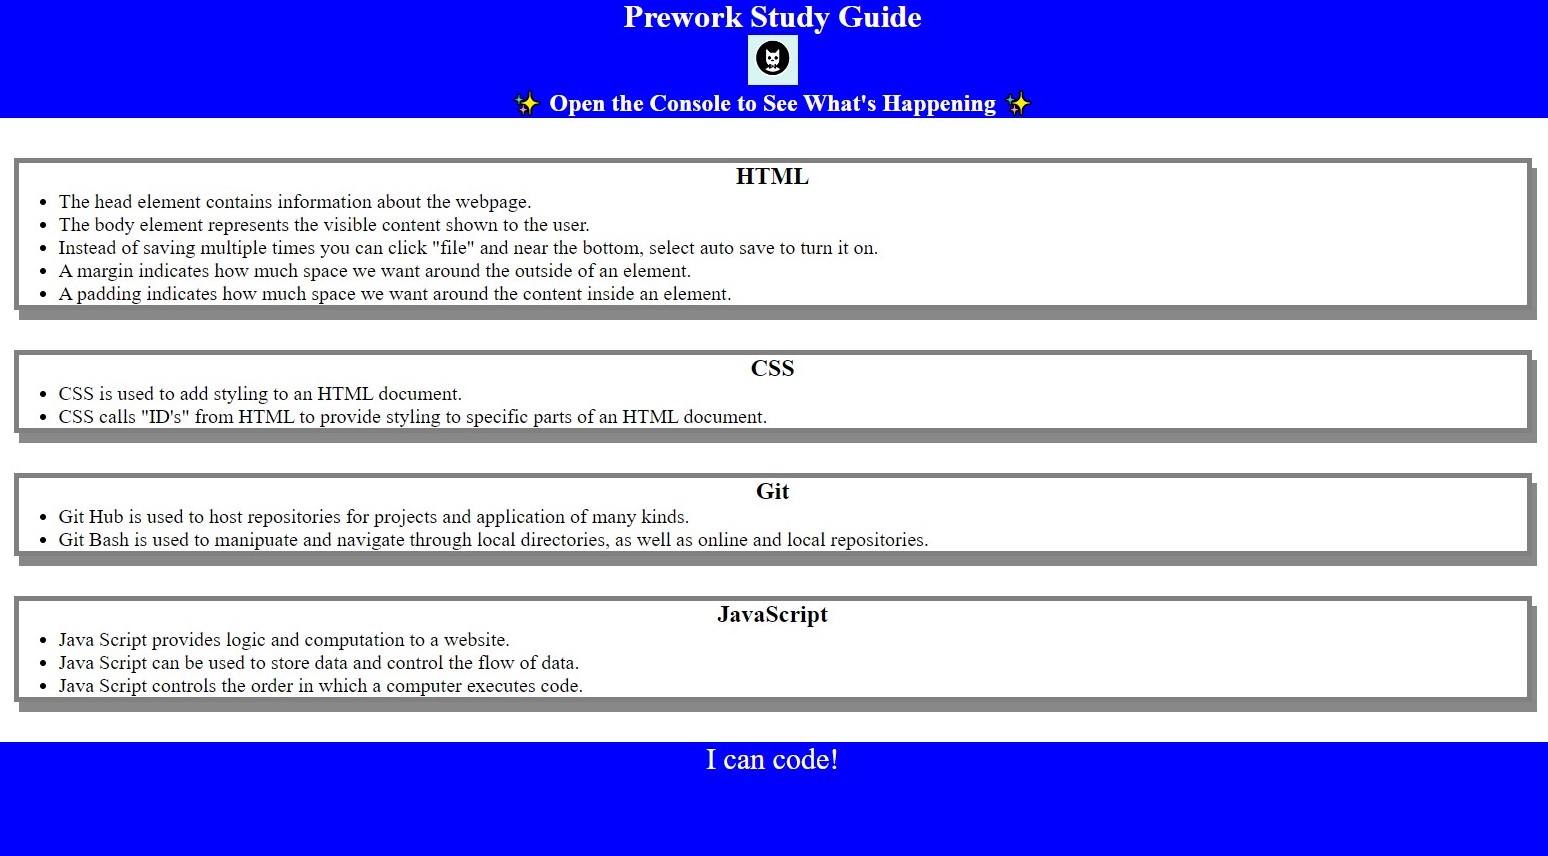 Prework Study Guide
✨ Open the Console to See What's Happening ✨
HTML
• The head element contains information about the webpage.
• The body element represents the visible content shown to the user.
• Instead of saving multiple times you can click "file" and near the bottom, select auto save to turn it on.
• A margin indicates how much space we want around the outside of an element.
• A padding indicates how much space we want around the content inside an element.
CSS
• CSS is used to add styling to an HTML document.
• CSS calls "ID's" from HTML to provide styling to specific parts of an HTML document.
Git
• Git Hub is used to host repositories for projects and application of many kinds.
• Git Bash is used to manipuate and navigate through local directories, as well as online and local repositories.
JavaScript
• Java Script provides logic and computation to a website.
• Java Script can be used to store data and control the flow of data.
• Java Script controls the order in which a computer executes code.
I can code!